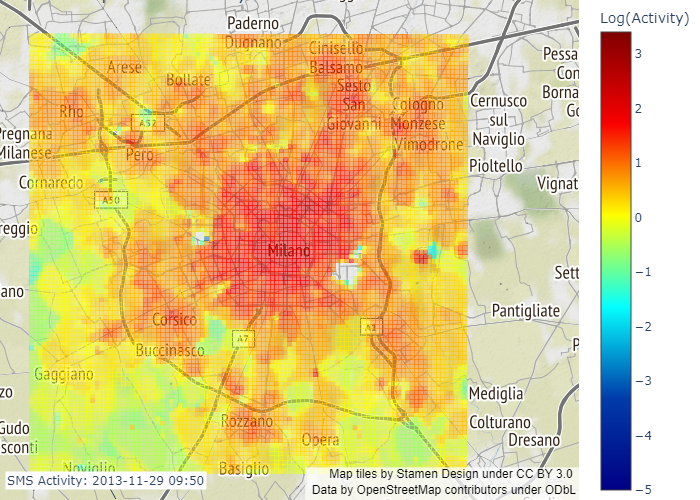 Paderno
Dugnano
Log(Activity)
Cinisello
Balsamo
Arese
Bollate
Sesto
San
Giovanni
Rho
A52
Cologno
Monzese
Cernusco
sul
Naviglio
Pregnana
Milanese
Pero
Vimodrone
Pioltello
Cornaredo
A50
Vignat
reggio
Milano
Sett
ano
Pantigliate
Corsico
A7
A1
Buccinasco
Gaggiano
Mediglia
Rozzano
Colturano
Dresano
Opera
Basiglio
Noviglio
Pessa
Con
Borna
Go
P
zo
Gudo
sconti
3
2
1
0
−1
−2
−3
−4
−5
SMS Activity: 2013-11-29 09:50
Map tiles by Stamen Design under CC BY 3.0
Data by OpenStreetMap contributors under ODbL